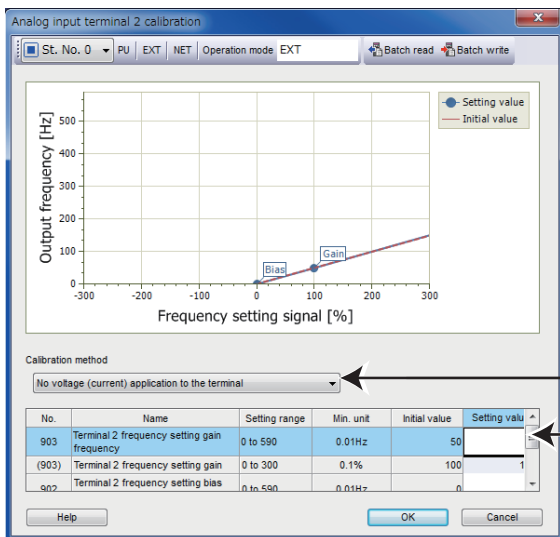 Analog input terminal 2 calibration
St. No. 0 PU EXT NET Operation mode EXT Batch read Batch write
Setting value
Initial value
Output frequency [Hz]
500
400
300
200
100
0
Bias
Gain
-300 -200 -100 0 100 200 300
Frequency setting signal [%]
Calibration method
No voltage (current) application to the terminal
No. Name Setting range Min. unit Initial value Setting valu
903 Terminal 2 frequency setting gain frequency 0 to 590 0.01Hz 50
(903) Terminal 2 frequency setting gain 0 to 300 0.1% 100 1
902 Terminal 2 frequency setting bias 0 to 590 0.01Hz 0
Help OK Cancel